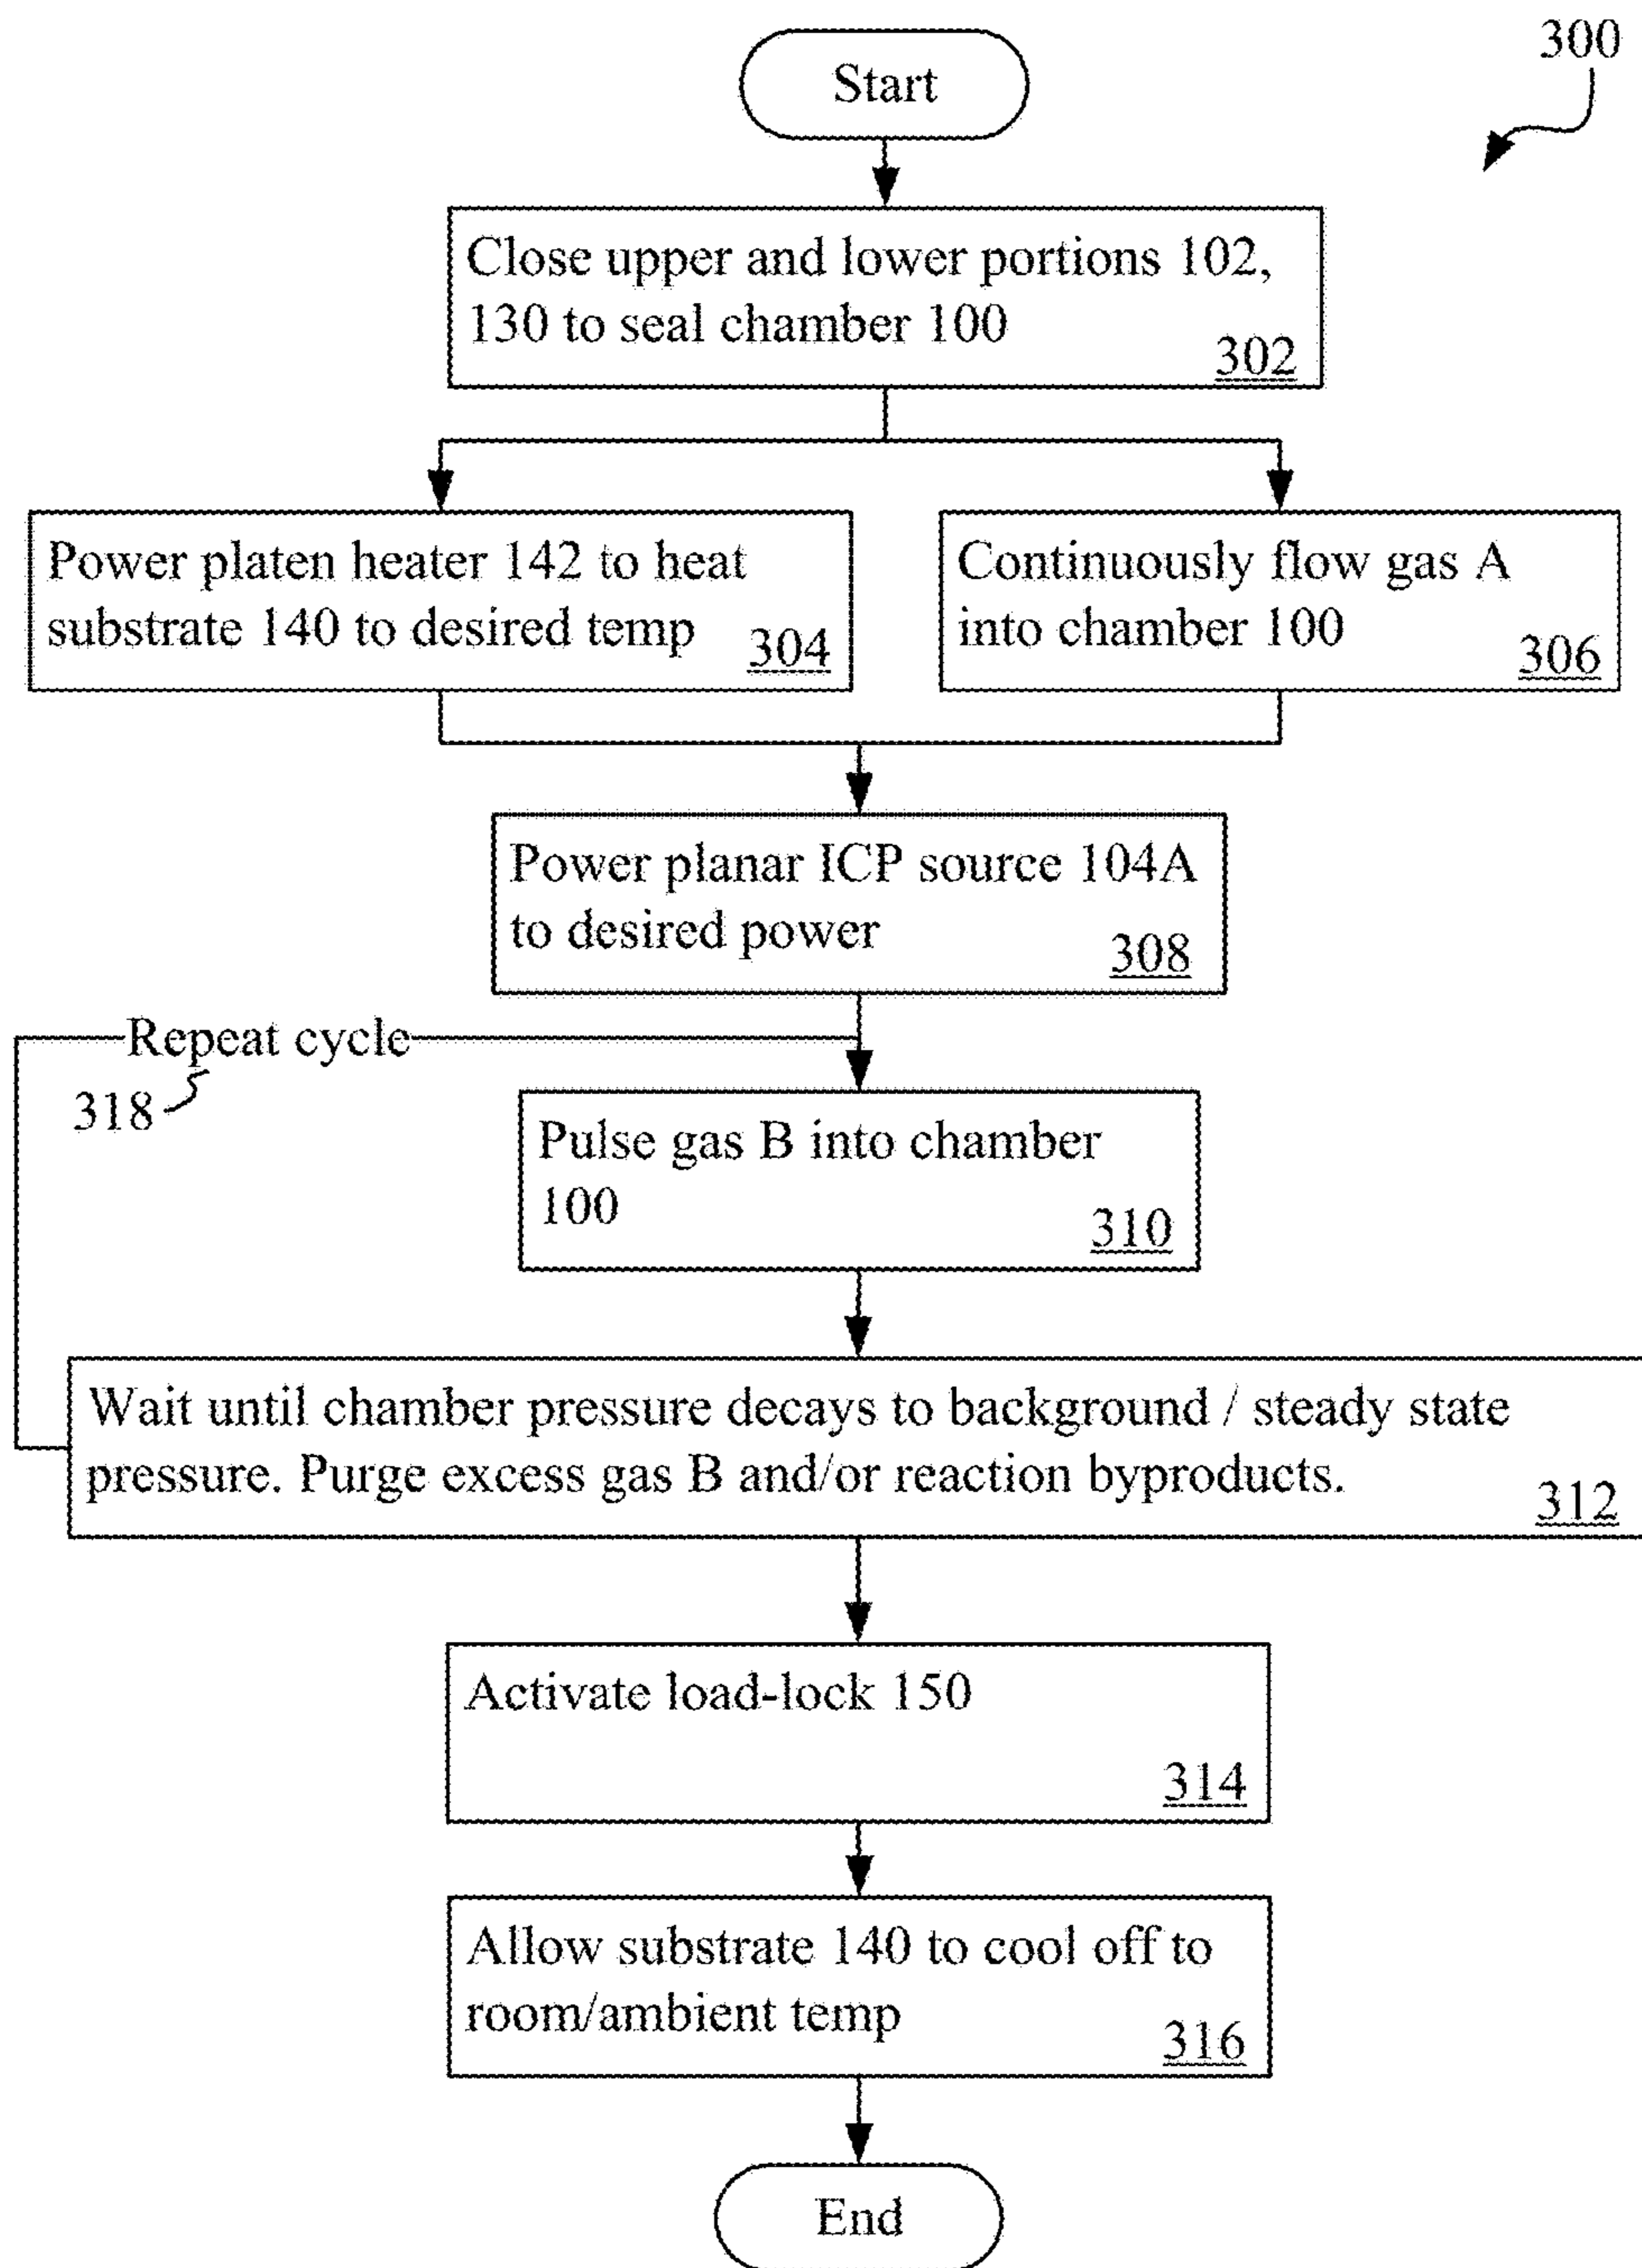 300
Start
Close upper and lower portions 102,
130 to seal chamber 100
302
Power platen heater 142 to heat
substrate 140 to desired temp
304
Continuously flow gas A
into chamber 100
306
Power planar ICP source 104A
to desired power
308
Repeat cycle
318
Pulse gas B into chamber
100
310
Wait until chamber pressure decays to background / steady state
pressure. Purge excess gas B and/or reaction byproducts.
312
Activate load-lock 150
314
Allow substrate 140 to cool off to
room/ambient temp
316
End